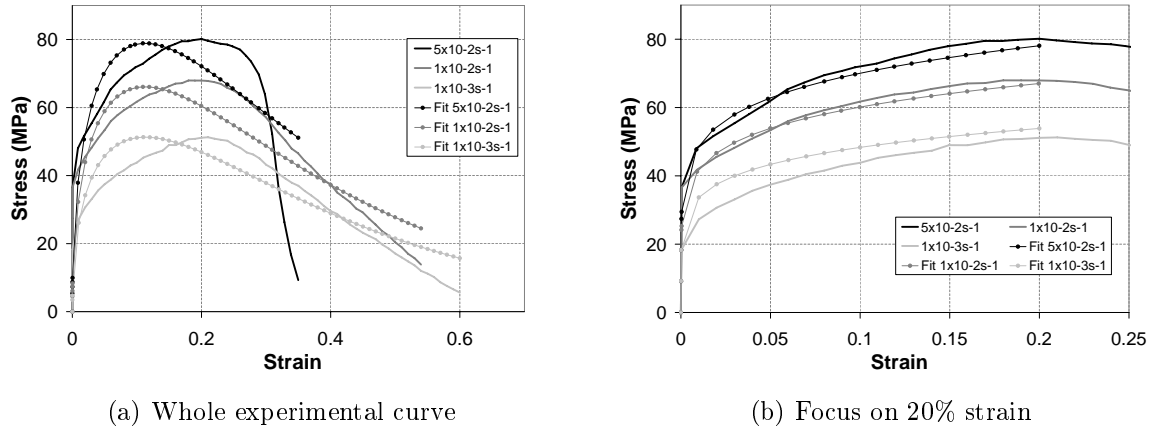 80
60
40
20
0
Stress (MPa)
0
0.2
0.4
0.6
Strain
5x10-2s-1
1x10-2s-1
1x10-3s-1
Fit 5x10-2s-1
Fit 1x10-2s-1
Fit 1x10-3s-1
(a) Whole experimental curve
80
60
40
20
0
Stress (MPa)
0
0.05
0.1
0.15
0.2
0.25
Strain
5x10-2s-1
1x10-2s-1
1x10-3s-1
Fit 5x10-2s-1
Fit 1x10-2s-1
Fit 1x10-3s-1
(b) Focus on 20% strain